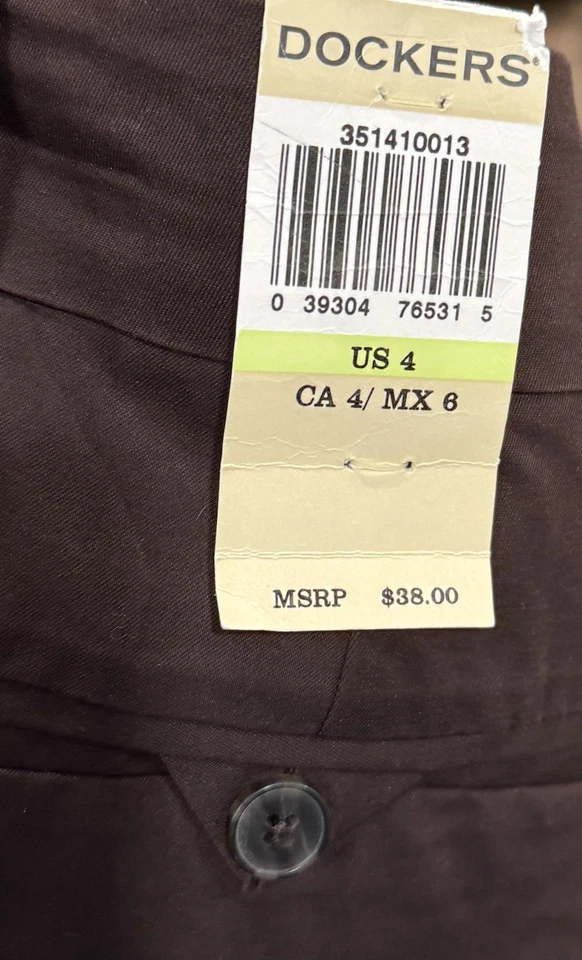 DOCKERS®
351410013
0 39304 76531 5
US 4
CA 4/ MX 6
MSRP $38.00